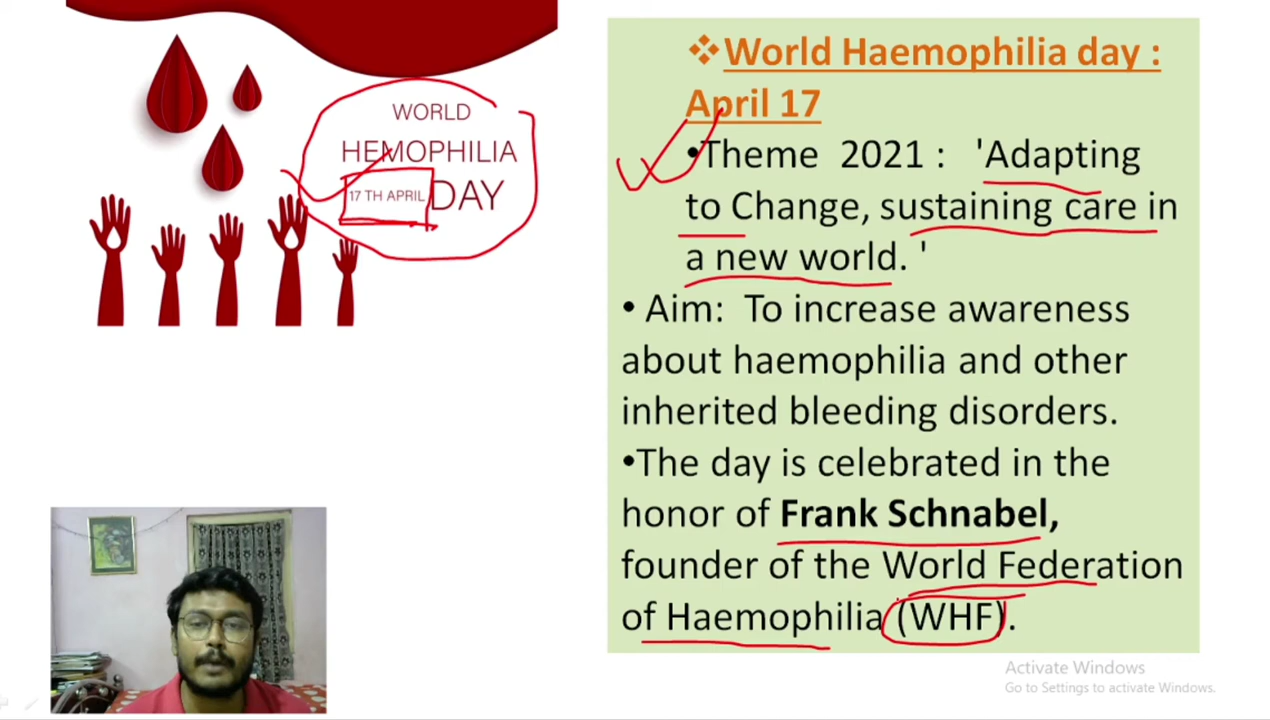 WORLD
HEMOPHILIA
17 TH APRIL DAY
❖World Haemophilia day :
April 17
•Theme 2021 : 'Adapting
to Change, sustaining care in
a new world. '
• Aim: To increase awareness
about haemophilia and other
inherited bleeding disorders.
•The day is celebrated in the
honor of Frank Schnabel,
founder of the World Federation
of Haemophilia (WHF).
Activate Windows
Go to Settings to activate Windows.